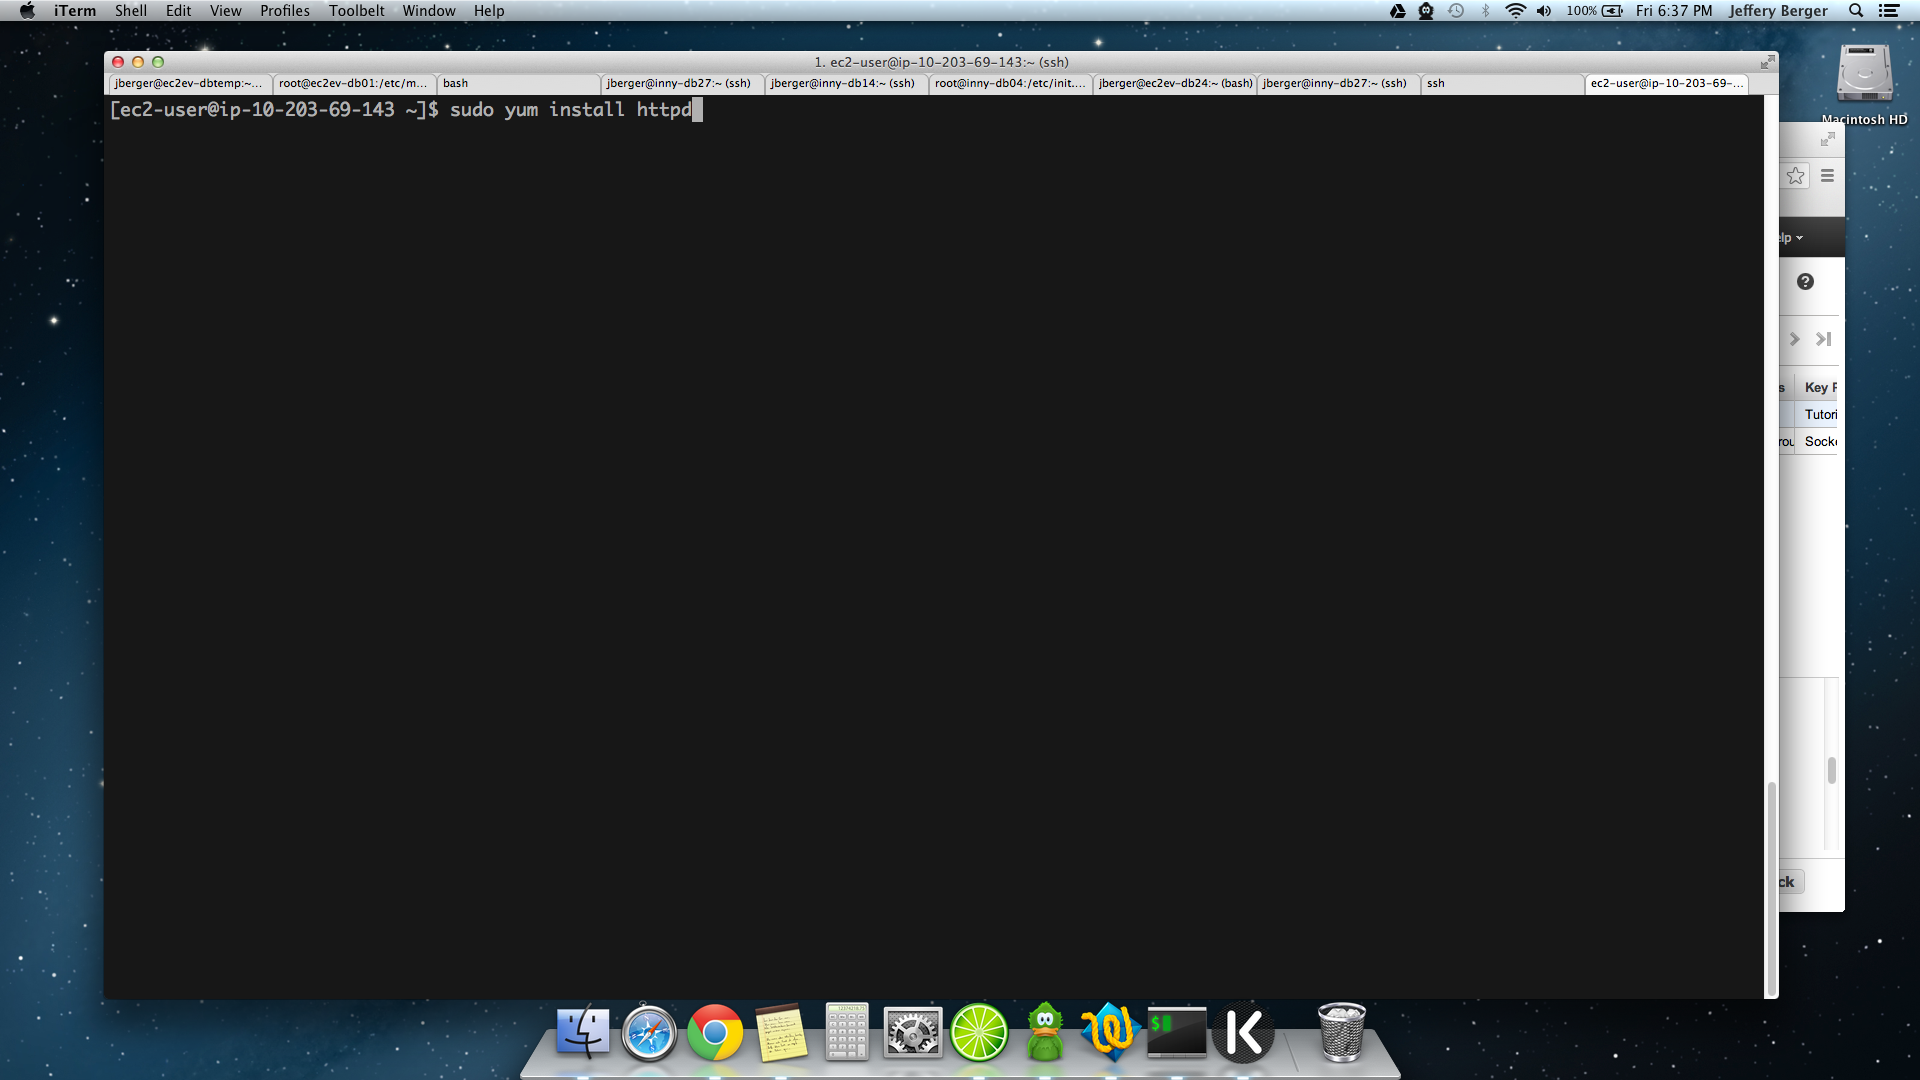 iTerm Shell Edit View Profiles Toolbelt Window Help
100% Fri 6:37 PM Jeffery Berger
1. ec2-user@ip-10-203-69-143:~ (ssh)
jberger@ec2ev-dbtemp:~... root@ec2ev-db01:/etc/m... bash jberger@inny-db27:~ (ssh) jberger@inny-db14:~ (ssh) root@inny-db04:/etc/init.... jberger@ec2ev-db24:~ (bash) jberger@inny-db27:~ (ssh) ssh ec2-user@ip-10-203-69-...
[ec2-user@ip-10-203-69-143 ~]$ sudo yum install httpd
Macintosh HD
elp
s Key P
Tutori
rou Socke
ck
$